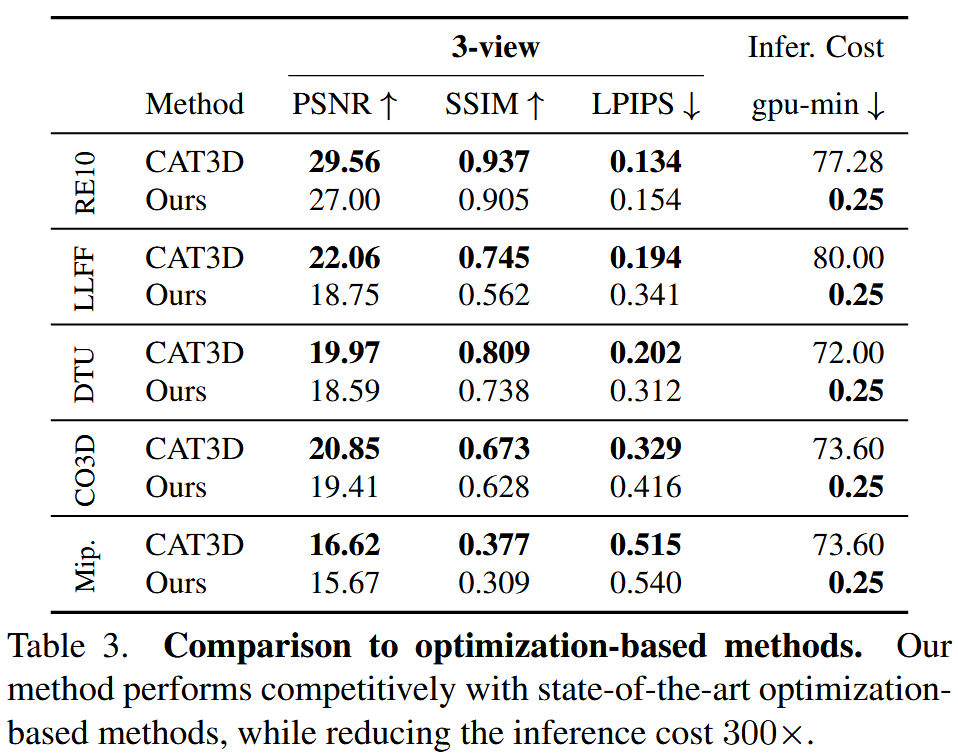 3-view Infer. Cost
Method PSNR ↑ SSIM ↑ LPIPS ↓ gpu-min ↓
RE10 CAT3D 29.56 0.937 0.134 77.28
Ours 27.00 0.905 0.154 0.25
LLFF CAT3D 22.06 0.745 0.194 80.00
Ours 18.75 0.562 0.341 0.25
DTU CAT3D 19.97 0.809 0.202 72.00
Ours 18.59 0.738 0.312 0.25
CO3D CAT3D 20.85 0.673 0.329 73.60
Ours 19.41 0.628 0.416 0.25
Mip. CAT3D 16.62 0.377 0.515 73.60
Ours 15.67 0.309 0.540 0.25
Table 3. Comparison to optimization-based methods. Our
method performs competitively with state-of-the-art optimization-
based methods, while reducing the inference cost 300×.